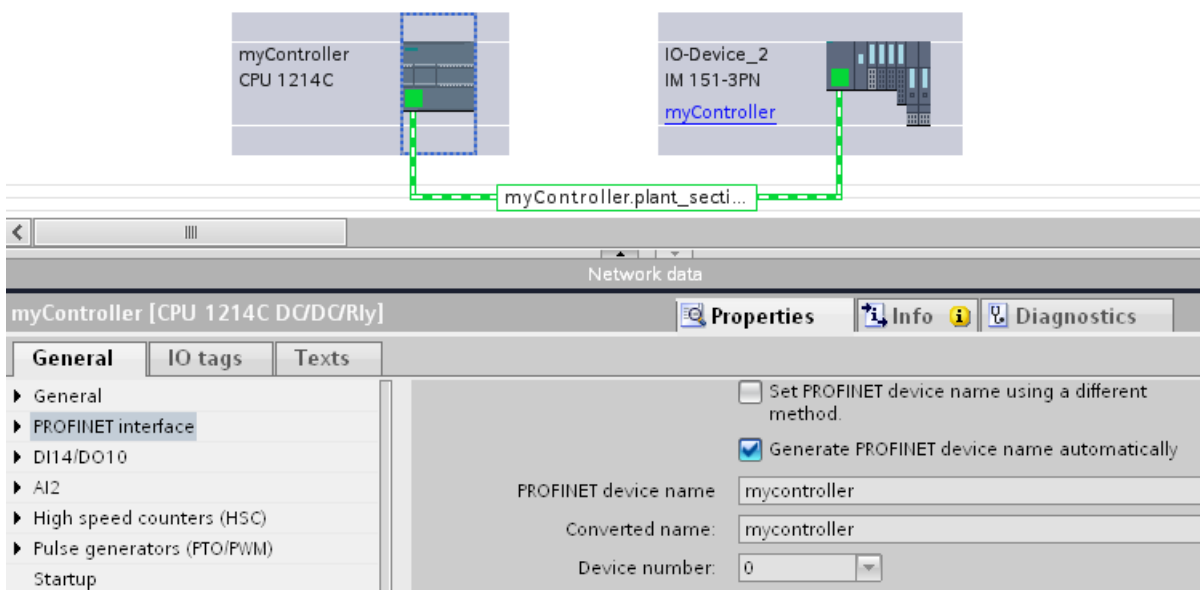 myController
CPU 1214C
IO-Device_2
IM 151-3PN
myController
myController.plant_secti...
Network data
myController [CPU 1214C DC/DC/Rly]
Properties
Info
Diagnostics
General
IO tags
Texts
General
PROFINET interface
DI14/DO10
AI2
High speed counters (HSC)
Pulse generators (PTO/PWM)
Startup
Set PROFINET device name using a different
method.
Generate PROFINET device name automatically
PROFINET device name
mycontroller
Converted name:
mycontroller
Device number:
0